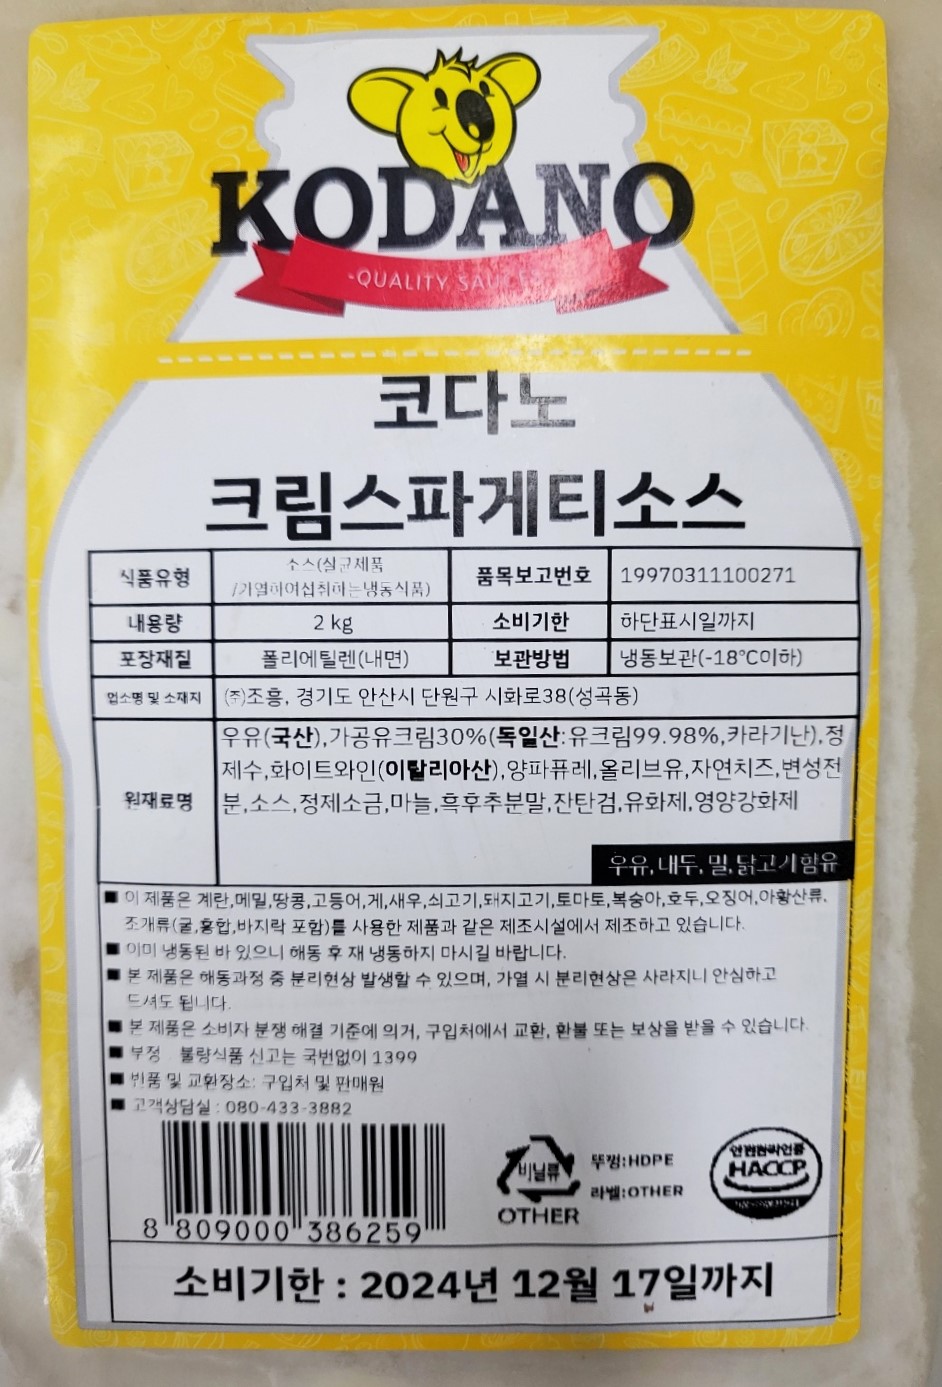 KODANO
-QUALITY
코다노
크림스파게티소스
식품유형 소스(살균제품 /가열하여섭취하는냉동식품) 품목보고번호 19970311100271
내용량 2 kg 소비기한 하단표시일까지
포장재질 폴리에틸렌(내면) 보관방법 냉동보관(-18℃이하)
업소명 및 소재지 (주)조흥, 경기도 안산시 단원구 시화로38(성곡동)
원재료명
우유(국산),가공유크림30%(독일산:유크림99.98%,카라기난),정
제수,화이트와인(이탈리아산),양파퓨레,올리브유,자연치즈,변성전
분,소스,정제소금,마늘,흑후추분말,잔탄검,유화제,영양강화제
우유,대두,밀,닭고기함유
■ 이 제품은 계란,메밀,땅콩,고등어,게,새우,쇠고기,돼지고기,토마토,복숭아,호두,오징어,아황산류,
조개류(굴,홍합,바지락 포함)를 사용한 제품과 같은 제조시설에서 제조하고 있습니다.
■ 이미 냉동된 바 있으니 해동 후 재 냉동하지 마시길 바랍니다.
■ 본 제품은 해동과정 중 분리현상 발생할 수 있으며, 가열 시 분리현상은 사라지니 안심하고
드셔도 됩니다.
■ 본 제품은 소비자 분쟁 해결 기준에 의거, 구입처에서 교환, 환불 또는 보상을 받을 수 있습니다.
■ 부정 . 불량식품 신고는 국번없이 1399
■ 반품 및 교환장소: 구입처 및 판매원
■ 고객상담실 : 080-433-3882
비닐류
OTHER
뚜껑:HDPE
라벨:OTHER
안전관리인증
HACCP
8 809000 386259
소비기한 : 2024년 12월 17일까지